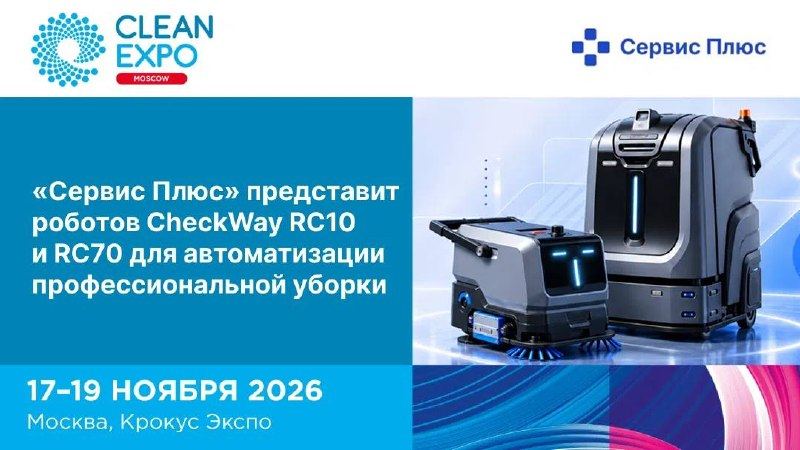 CLEAN
EXPO
MOSCOW
Сервис Плюс
«Сервис Плюс» представит
роботов CheckWay RC10
и RC70 для автоматизации
профессиональной уборки
17–19 НОЯБРЯ 2026
Москва, Крокус Экспо